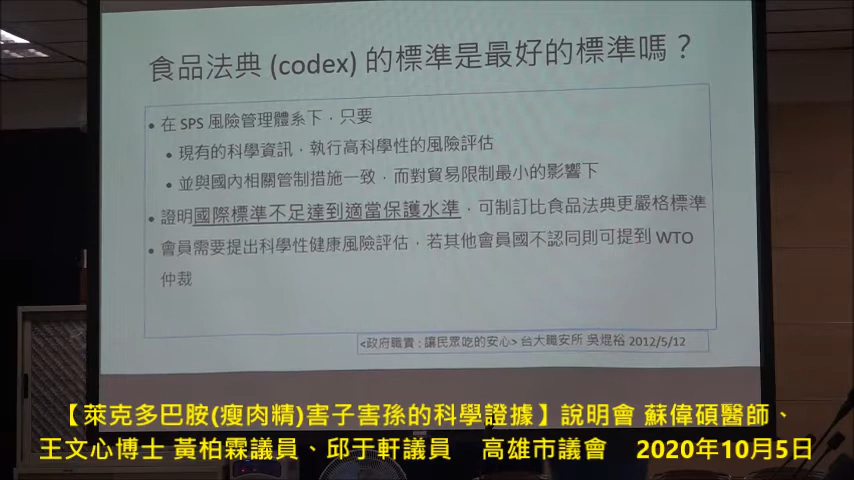 食品法典 (codex) 的標準是最好的標準嗎？
• 在 SPS 風險管理體系下，只要
• 現有的科學資訊，執行高科學性的風險評估
• 並與國內相關管制措施一致，而對貿易限制最小的影響下
• 證明國際標準不足達到適當保護水準，可制訂比食品法典更嚴格標準
• 會員需要提出科學性健康風險評估，若其他會員國不認同則可提到 WTO
仲裁
<政府職責：讓民眾吃的安心> 台大職安所 吳焜裕 2012/5/12
【萊克多巴胺(瘦肉精)害子害孫的科學證據】說明會 蘇偉碩醫師、
王文心博士 黃柏霖議員、邱于軒議員 高雄市議會 2020年10月5日